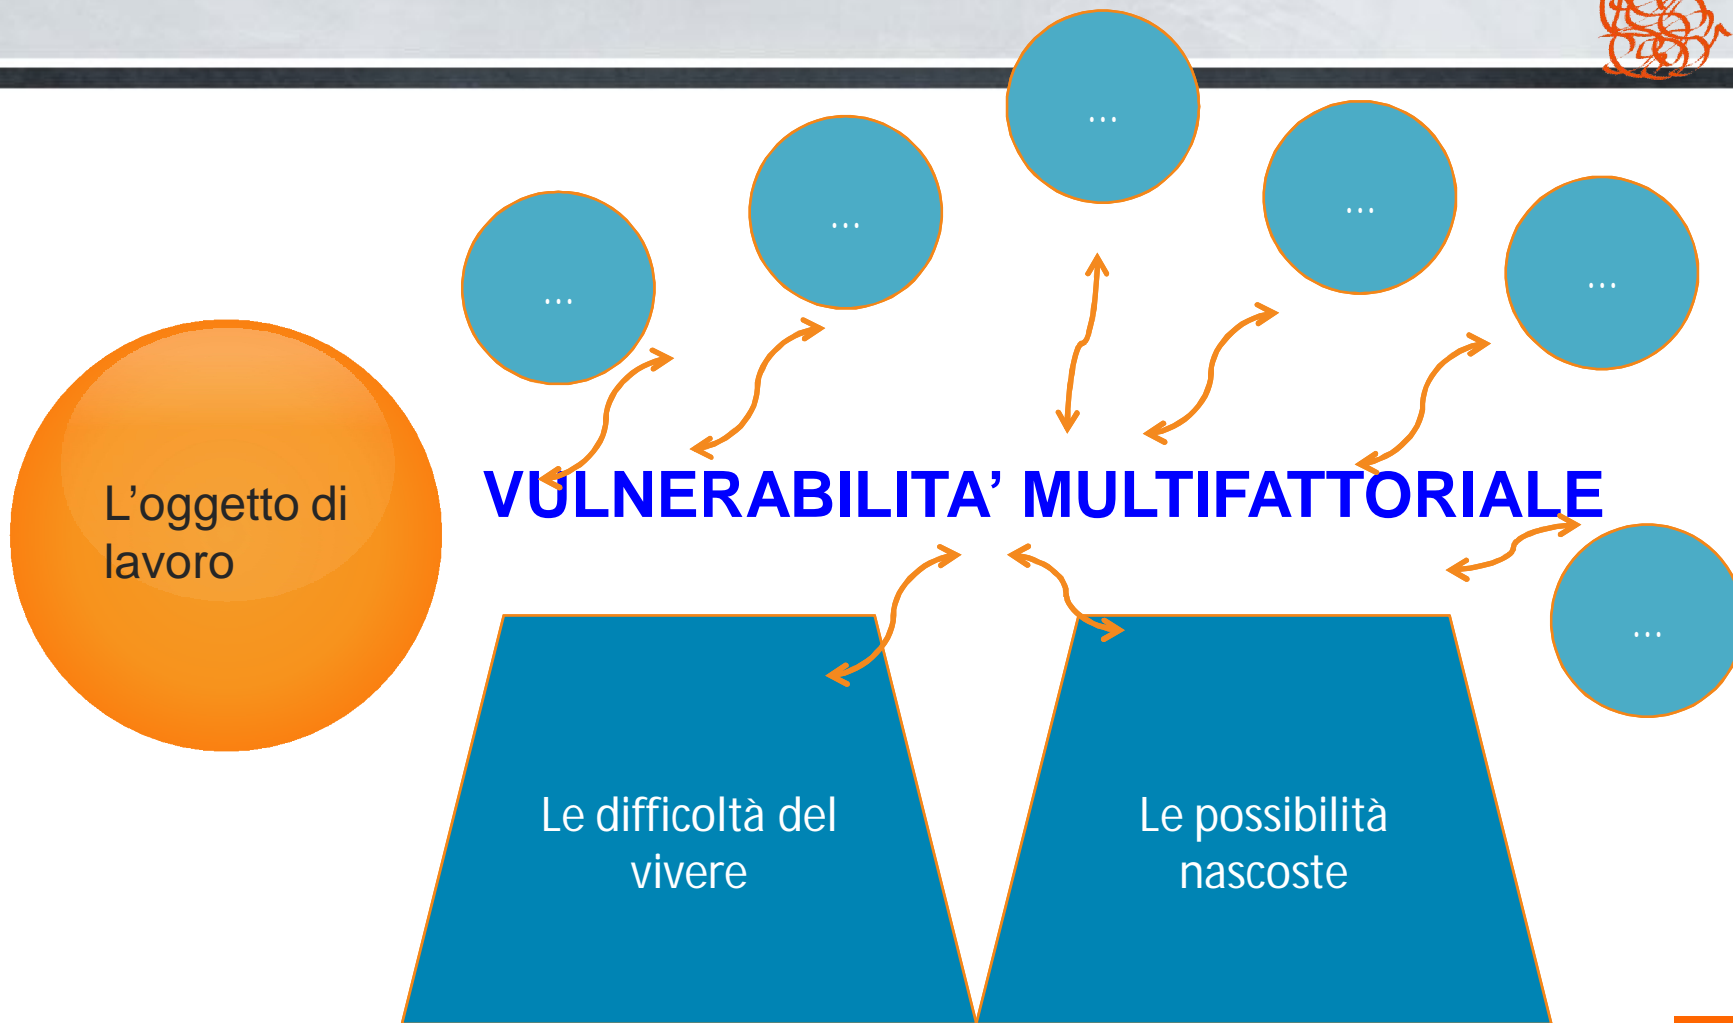 ...
...
...
...
...
L’oggetto di
lavoro
VULNERABILITA’ MULTIFATTORIALE
...
Le difficoltà del
vivere
Le possibilità
nascoste